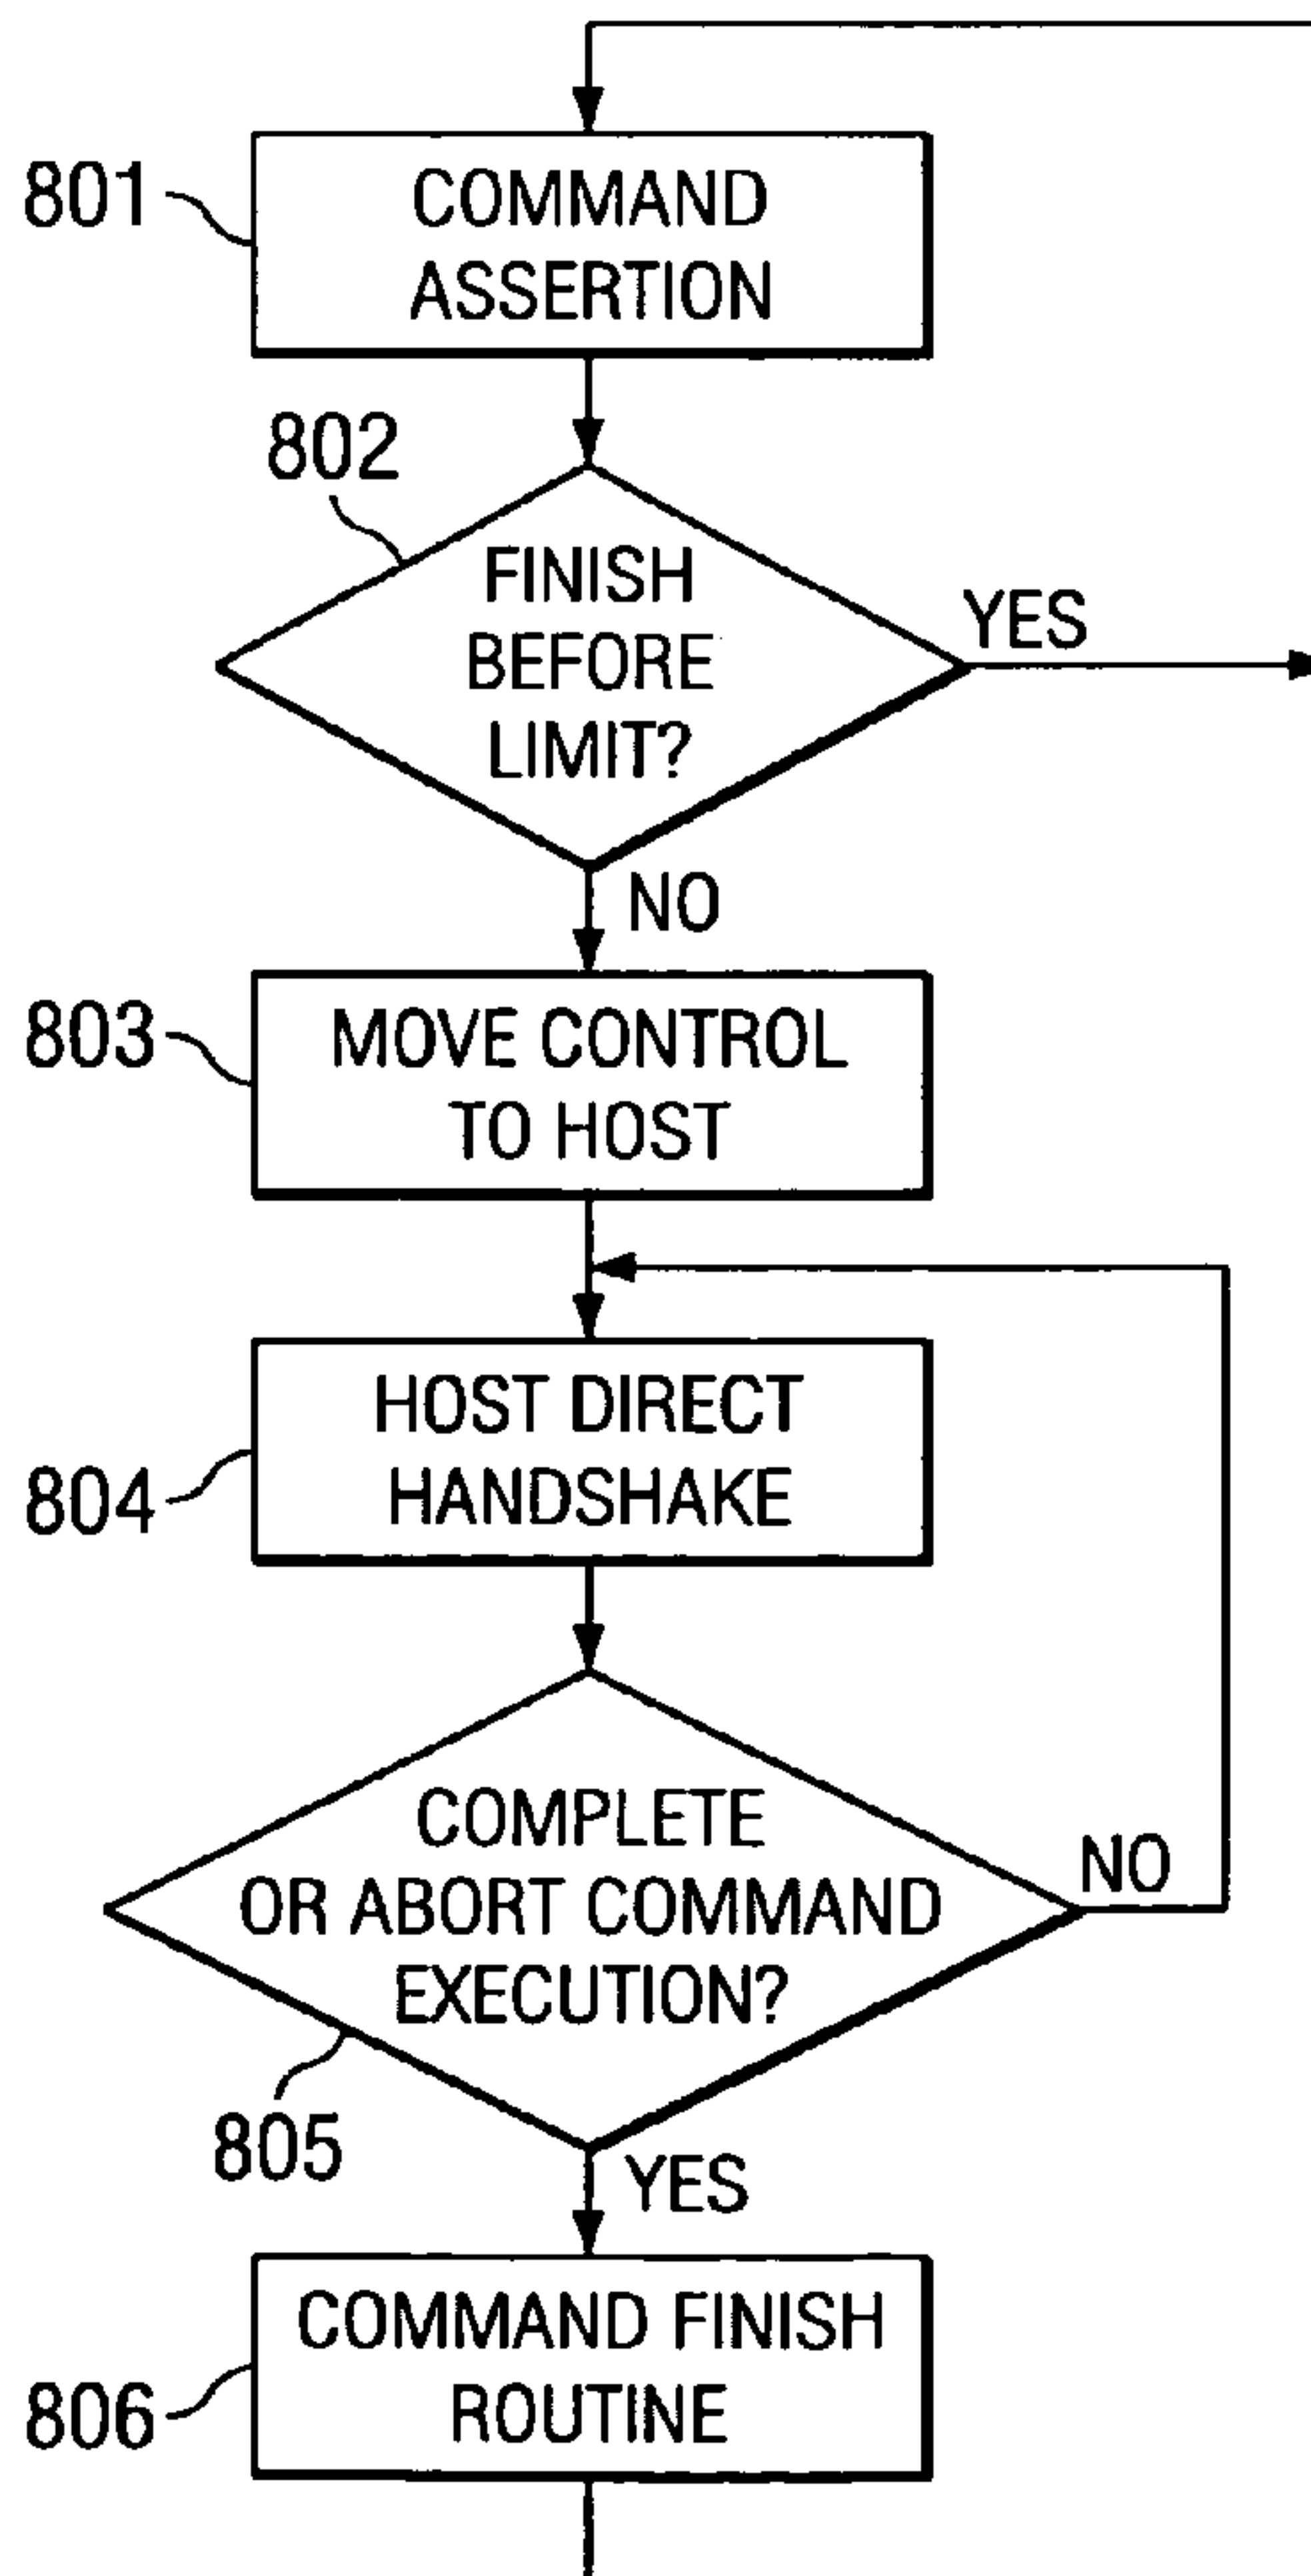 801
COMMAND
ASSERTION
802
FINISH
BEFORE
LIMIT?
YES
NO
803
MOVE CONTROL
TO HOST
HOST DIRECT
HANDSHAKE
804
COMPLETE
OR ABORT COMMAND
EXECUTION?
NO
805
YES
COMMAND FINISH
ROUTINE
806